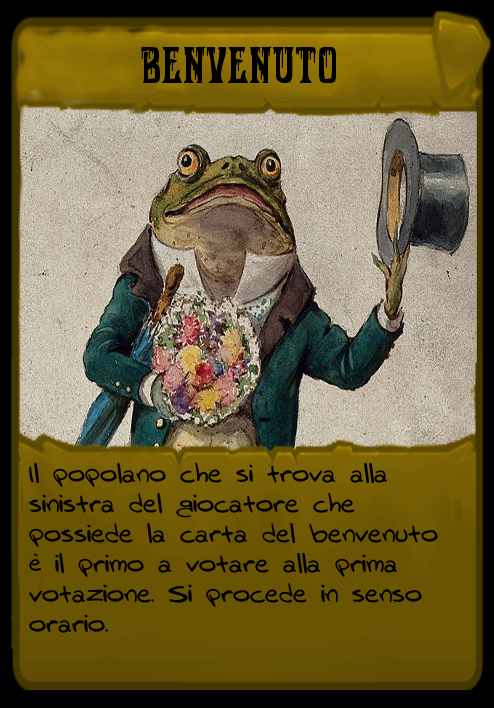 BENVENUTO
Il popolano che si trova alla
sinistra del giocatore che
possiede la carta del benvenuto
è il primo a votare alla prima
votazione. Si procede in senso
orario.